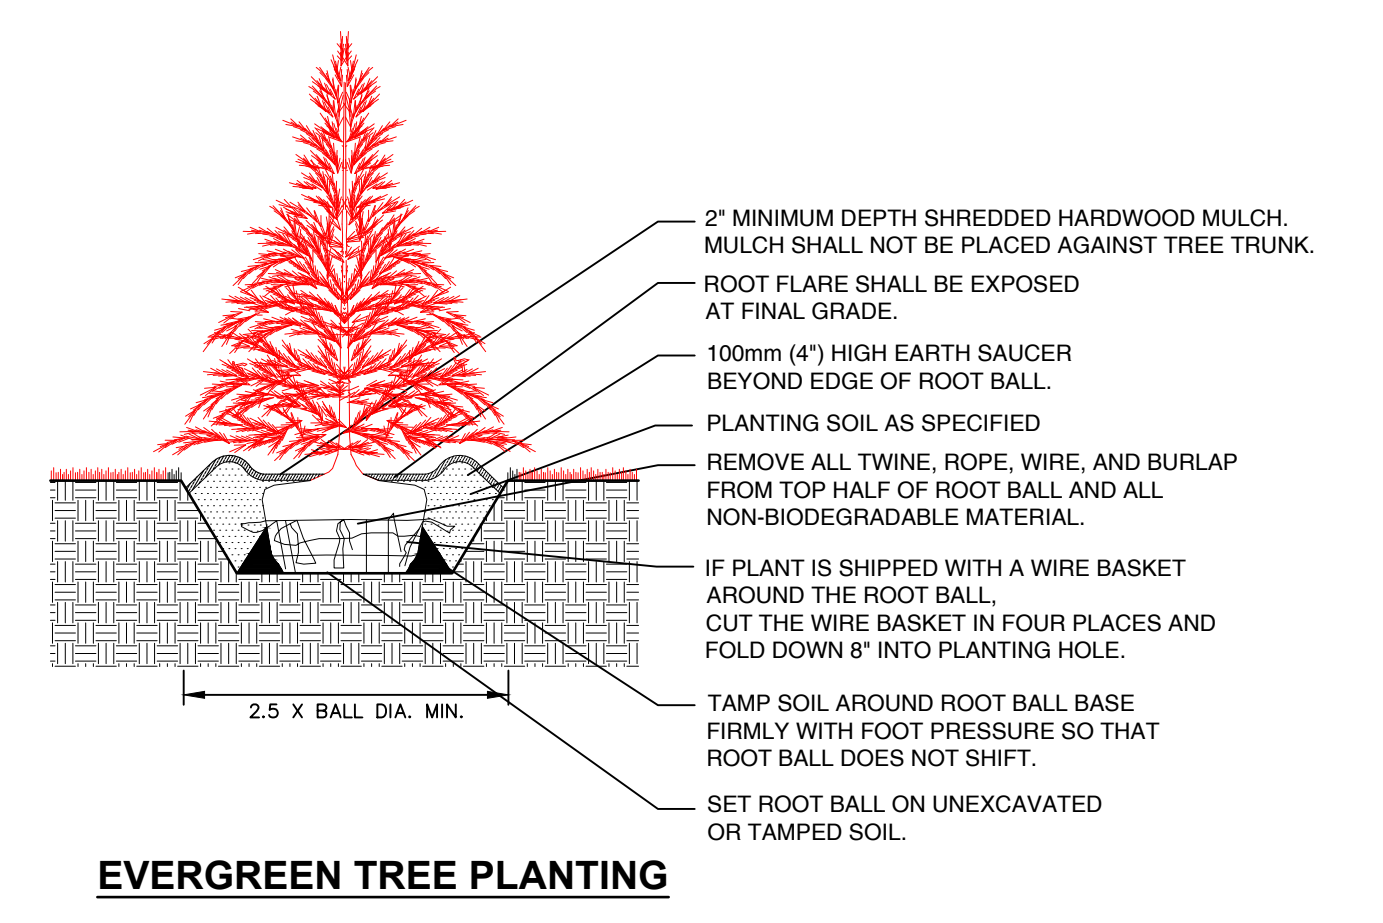 2" MINIMUM DEPTH SHREDDED HARDWOOD MULCH.
MULCH SHALL NOT BE PLACED AGAINST TREE TRUNK.
ROOT FLARE SHALL BE EXPOSED
AT FINAL GRADE.
100mm (4") HIGH EARTH SAUCER
BEYOND EDGE OF ROOT BALL.
PLANTING SOIL AS SPECIFIED
REMOVE ALL TWINE, ROPE, WIRE, AND BURLAP
FROM TOP HALF OF ROOT BALL AND ALL
NON-BIODEGRADABLE MATERIAL.
IF PLANT IS SHIPPED WITH A WIRE BASKET
AROUND THE ROOT BALL,
CUT THE WIRE BASKET IN FOUR PLACES AND
FOLD DOWN 8" INTO PLANTING HOLE.
TAMP SOIL AROUND ROOT BALL BASE
FIRMLY WITH FOOT PRESSURE SO THAT
ROOT BALL DOES NOT SHIFT.
SET ROOT BALL ON UNEXCAVATED
OR TAMPED SOIL.
2.5 X BALL DIA. MIN.
EVERGREEN TREE PLANTING